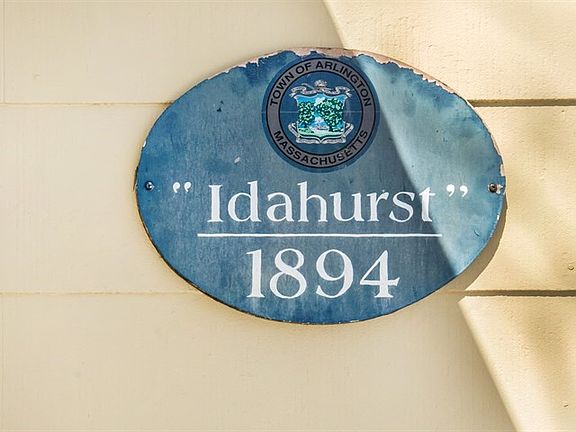 TOWN OF ARLINGTON
MASSACHUSETTS
"Idahurst"
1894